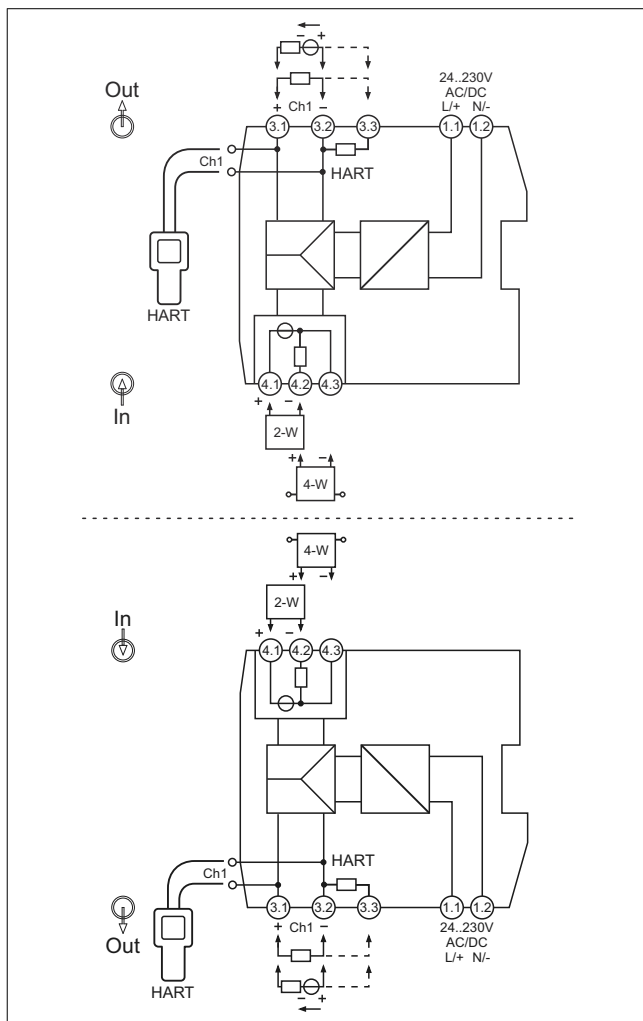 − +
24..230V
AC/DC
Out + Ch1 − L/+ N/-
3.1 3.2 3.3 1.1 1.2
Ch1
HART
HART
4.1 4.2 4.3
In + −
2-W
+ −
4-W
4-W
+ −
2-W
In + −
4.1 4.2 4.3
HART
Ch1
3.1 3.2 3.3 1.1 1.2
+ Ch1 − 24..230V
Out AC/DC
L/+ N/-
HART
− +